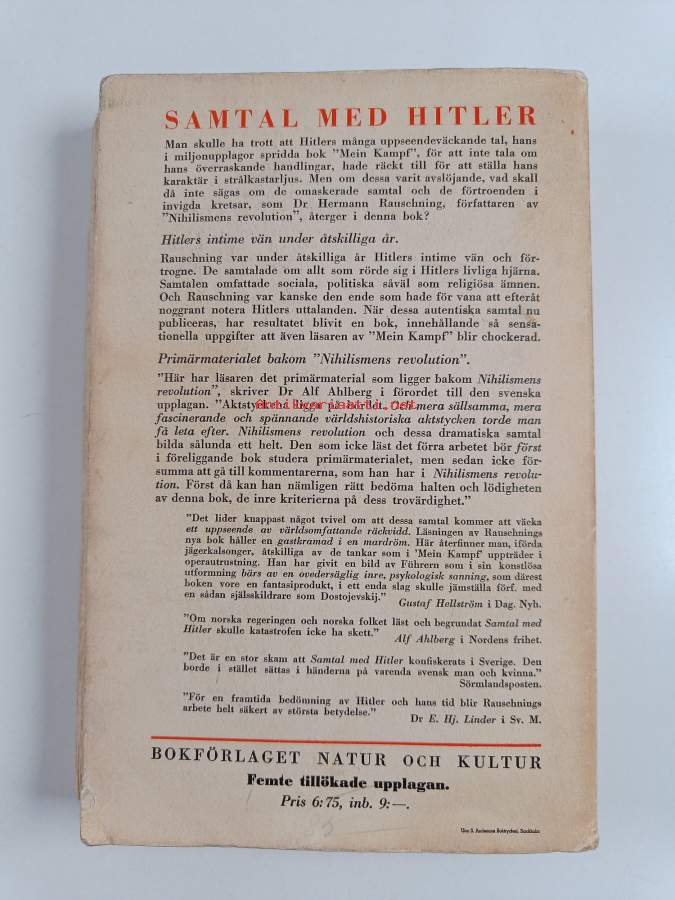 SAMTAL MED HITLER
Man skulle ha trott att Hitlers många uppseendeväckande tal, hans
i miljonupplagor spridda bok ”Mein Kampf”, för att inte tala om
hans överraskande handlingar, hade räckt till för att ställa hans
karaktär i strålkastarljus. Men om dessa varit avslöjande, vad skall
då inte sägas om de omaskerade samtal och de förtroenden i
invigda kretsar, som Dr Hermann Rauschning, författaren av
”Nihilismens revolution”, återger i denna bok?
Hitlers intime vän under åtskilliga år.
Rauschning var under åtskilliga år Hitlers intime vän och för-
trogne. De samtalade om allt som rörde sig i Hitlers livliga hjärna.
Samtalen omfattade sociala, politiska såväl som religiösa ämnen.
Och Rauschning var kanske den ende som hade för vana att efteråt
noggrant notera Hitlers uttalanden. När dessa autentiska samtal nu
publiceras, har resultatet blivit en bok, innehållande så sensa-
tionella uppgifter att även läsaren av ”Mein Kampf” blir chockerad.
Primärmaterialet bakom ”Nihilismens revolution”.
”Här har läsaren det primärmaterial som ligger bakom Nihilismens
revolution”, skriver Dr Alf Ahlberg i förordet till den svenska
upplagan. ”Aktstyckena ligga på bordet. Och mera sällsamma, mera
fascinerande och spännande världshistoriska aktstycken torde man
få leta efter. Nihilismens revolution och dessa dramatiska samtal
bilda sålunda ett helt. Den som icke läst det förra arbetet bör först
i föreliggande bok studera primärmaterialet, men sedan icke för-
summa att gå till kommentarerna, som han har i Nihilismens revolu-
tion. Först då kan han nämligen rätt bedöma halten och lödigheten
av denna bok, de inre kriterierna på dess trovärdighet.”
”Det lider knappast något tvivel om att dessa samtal kommer att väcka
ett uppseende av världsomfattande räckvidd. Läsningen av Rauschnings
nya bok håller en gastkramad i en mardröm. Här återfinner man, iförda
jägerkalsonger, åtskilliga av de tankar som i ’Mein Kampf’ uppträder i
operautrustning. Han har givit en bild av Führern som i sin konstlösa
utformning bärs av en ovedersäglig inre, psykologisk sanning, som därest
boken vore en fantasiprodukt, i ett enda slag skulle jämställa förf. med
en sådan själsskildrare som Dostojevskij.”
Gustaf Hellström i Dag. Nyh.
”Om norska regeringen och norska folket läst och begrundat Samtal med
Hitler skulle katastrofen icke ha skett.”
Alf Ahlberg i Nordens frihet.
”Det är en stor skam att Samtal med Hitler konfiskerats i Sverige. Den
borde i stället sättas i händerna på varenda svensk man och kvinna.”
Sörmlandsposten.
”För en framtida bedömning av Hitler och hans tid blir Rauschnings
arbete helt säkert av största betydelse.”
Dr E. Hj. Linder i Sv. M.
BOKFÖRLAGET NATUR OCH KULTUR
Femte tillökade upplagan.
Pris 6:75, inb. 9:—.
S. Anderssons Boktryckeri, Stockholm